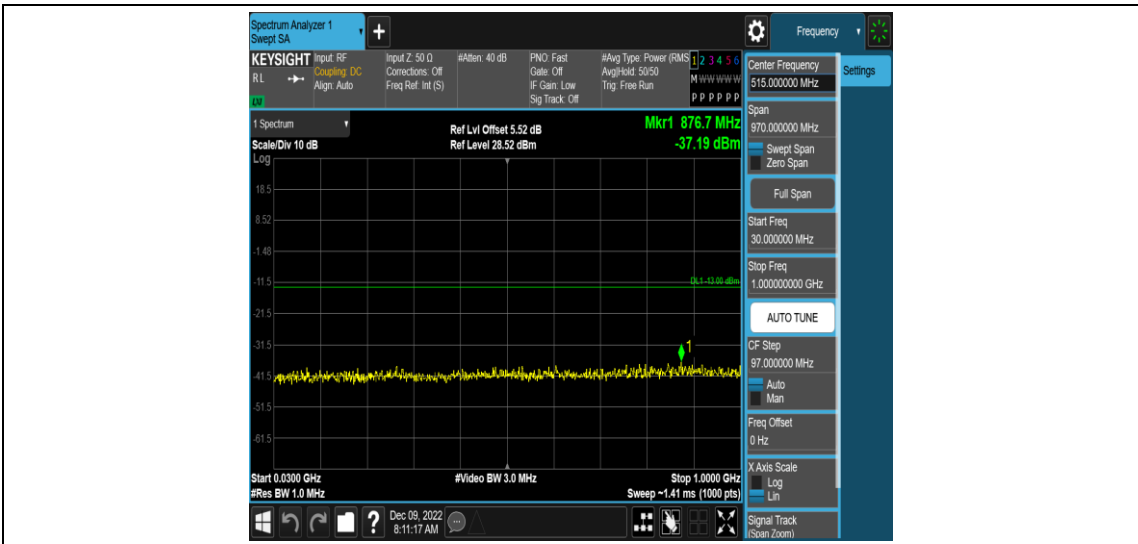 Spectrum Analyzer 1
Swept SA
+
Frequency
KEYSIGHT
RL
LXI
Input: RF
Coupling: DC
Align: Auto
Input Z: 50 Ω
Corrections: Off
Freq Ref: Int (S)
#Atten: 40 dB
PNO: Fast
Gate: Off
IF Gain: Low
Sig Track: Off
#Avg Type: Power (RMS
Avg|Hold: 50/50
Trig: Free Run
1 2 3 4 5 6
M W W W W W
P P P P P P
1 Spectrum
Scale/Div 10 dB
Log
Ref Lvl Offset 5.52 dB
Ref Level 28.52 dBm
Mkr1 876.7 MHz
-37.19 dBm
18.5
8.52
-1.48
-11.5
DL1 -13.00 dBm
-21.5
-31.5
1
-41.5
-51.5
-61.5
Start 0.0300 GHz
#Res BW 1.0 MHz
#Video BW 3.0 MHz
Stop 1.0000 GHz
Sweep ~1.41 ms (1000 pts)
?
Dec 09, 2022
8:11:17 AM
Center Frequency
515.000000 MHz
Settings
Span
970.000000 MHz
Swept Span
Zero Span
Full Span
Start Freq
30.000000 MHz
Stop Freq
1.000000000 GHz
AUTO TUNE
CF Step
97.000000 MHz
Auto
Man
Freq Offset
0 Hz
X Axis Scale
Log
Lin
Signal Track
(Span Zoom)